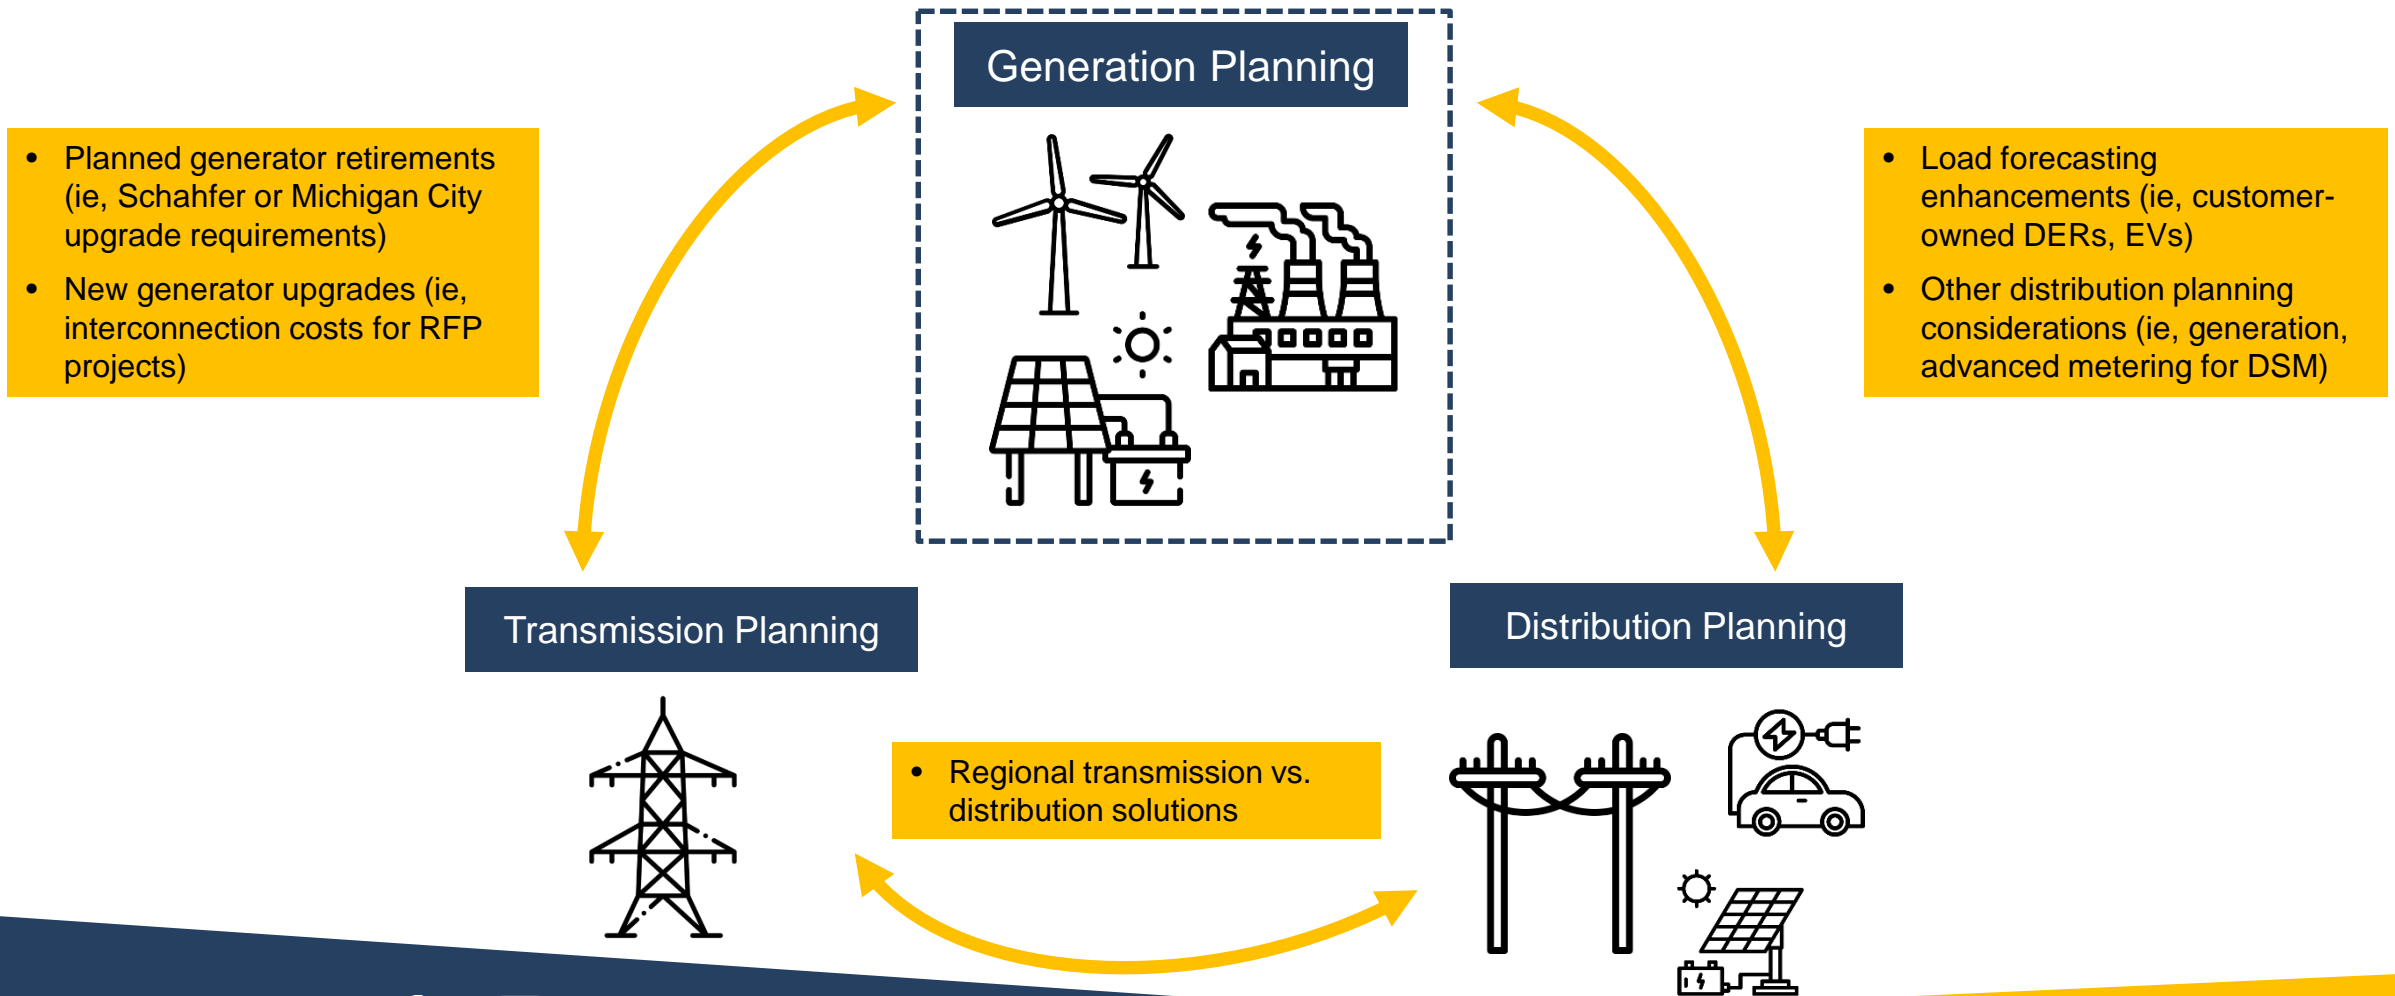 Generation Planning
• Planned generator retirements
(ie, Schahfer or Michigan City
upgrade requirements)
• New generator upgrades (ie,
interconnection costs for RFP
projects)
• Load forecasting
enhancements (ie, customer-
owned DERs, EVs)
• Other distribution planning
considerations (ie, generation,
advanced metering for DSM)
Transmission Planning
Distribution Planning
• Regional transmission vs.
distribution solutions